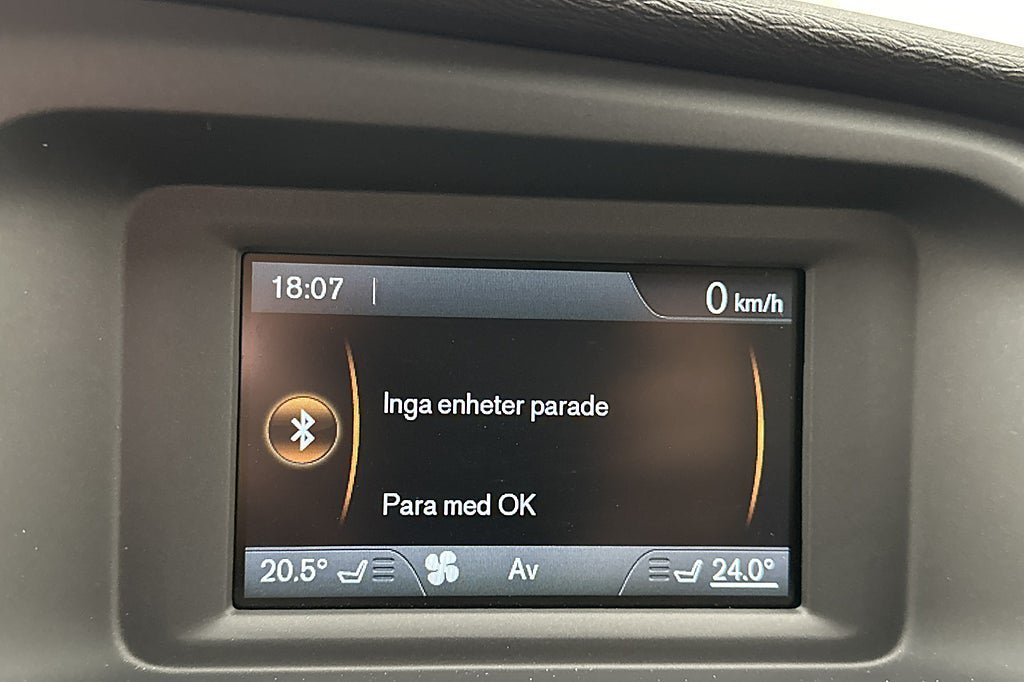 18:07 0 km/h
Inga enheter parade
Para med OK
20.5° Av 24.0°